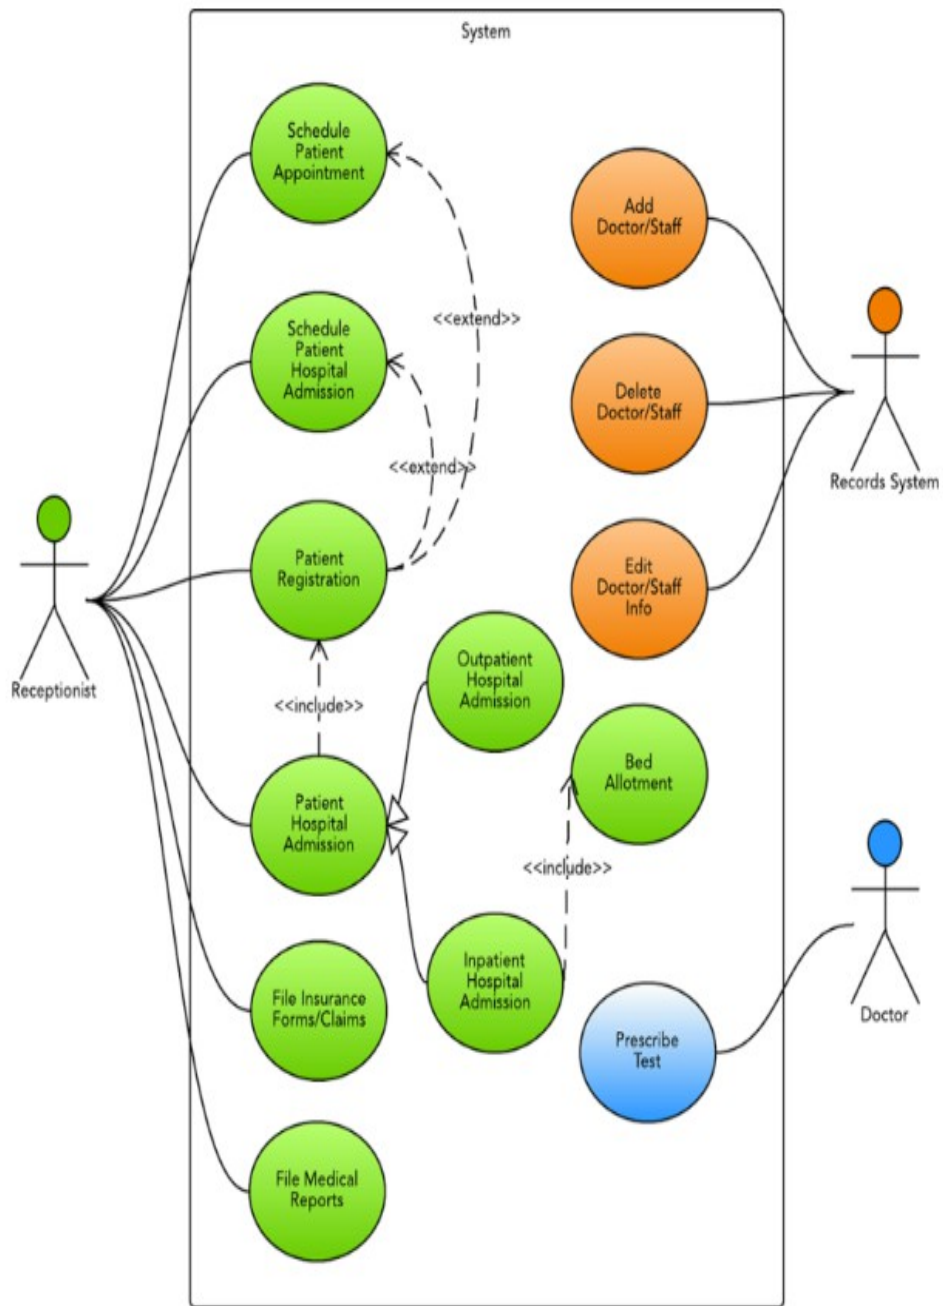 System
Schedule
Patient
Appointment
Add
Doctor/Staff
<<extend>>
Schedule
Patient
Hospital
Admission
Delete
Doctor/Staff
<<extend>>
Records System
Patient
Registration
Edit
Doctor/Staff
Info
Receptionist
Outpatient
Hospital
Admission
<<include>>
Bed
Allotment
Patient
Hospital
Admission
<<include>>
Inpatient
Hospital
Admission
File Insurance
Forms/Claims
Doctor
Prescribe
Test
File Medical
Reports